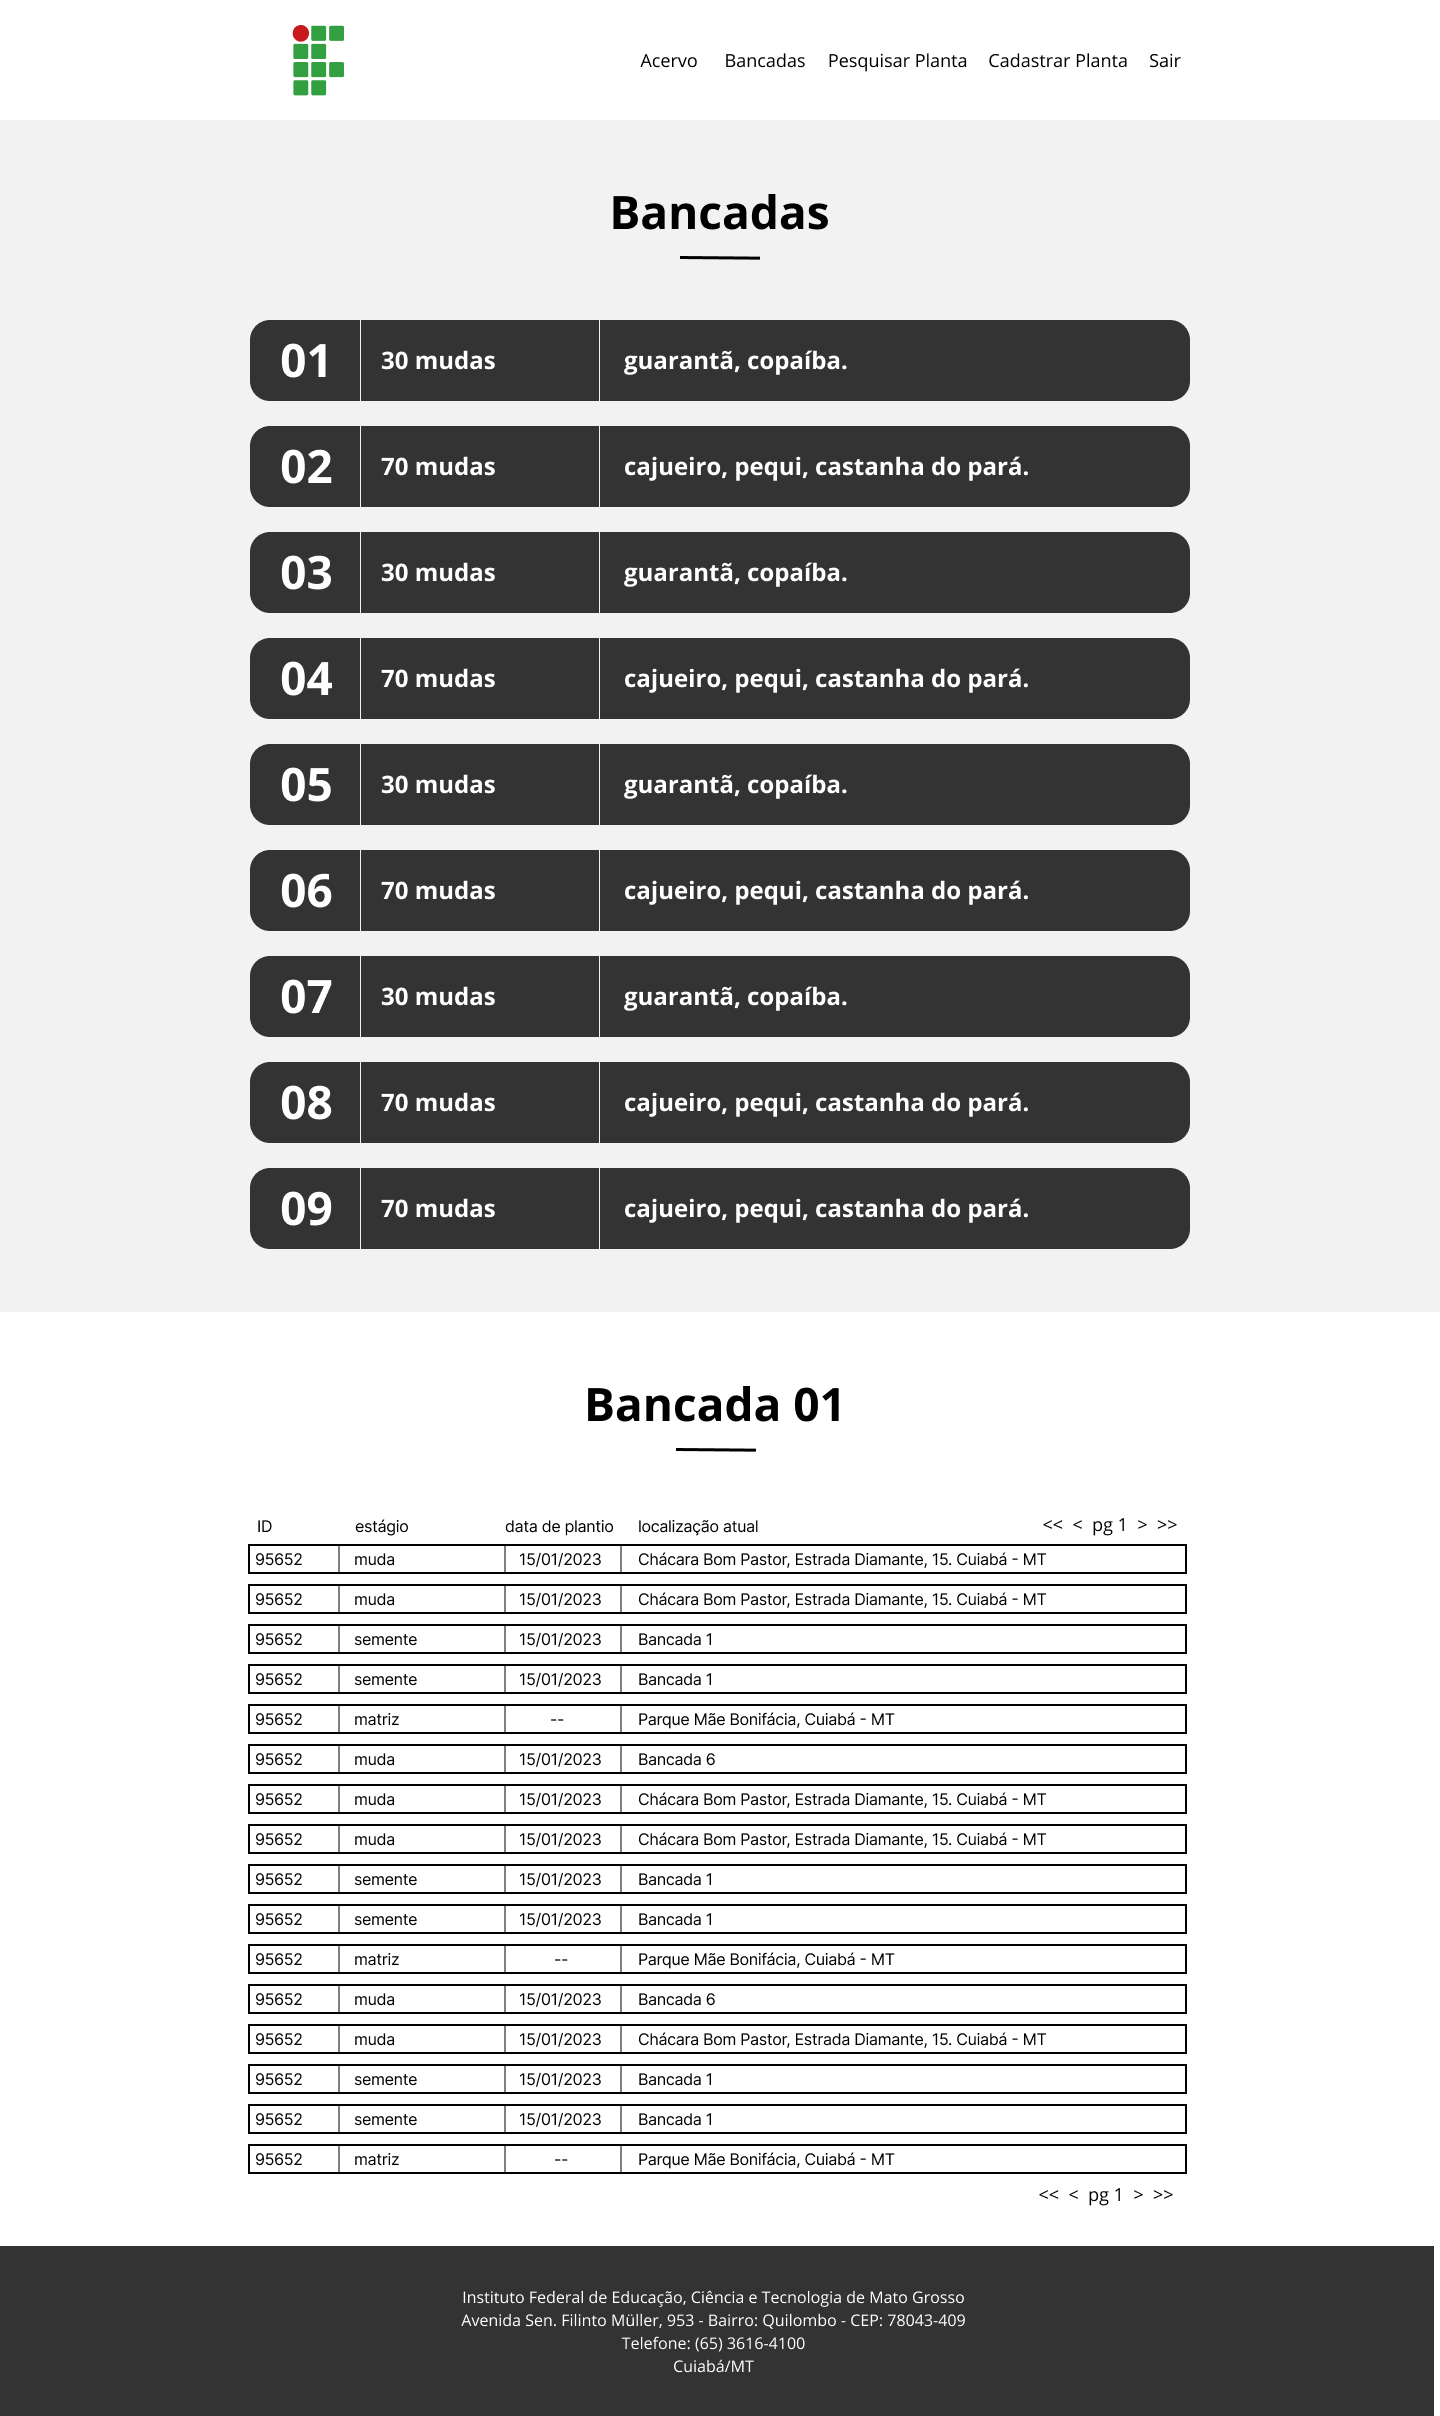 Acervo Bancadas Pesquisar Planta Cadastrar Planta Sair
Bancadas
01 30 mudas guarantã, copaíba.
02 70 mudas cajueiro, pequi, castanha do pará.
03 30 mudas guarantã, copaíba.
04 70 mudas cajueiro, pequi, castanha do pará.
05 30 mudas guarantã, copaíba.
06 70 mudas cajueiro, pequi, castanha do pará.
07 30 mudas guarantã, copaíba.
08 70 mudas cajueiro, pequi, castanha do pará.
09 70 mudas cajueiro, pequi, castanha do pará.
Bancada 01
ID estágio data de plantio localização atual << < pg 1 > >>
95652 muda 15/01/2023 Chácara Bom Pastor, Estrada Diamante, 15. Cuiabá - MT
95652 muda 15/01/2023 Chácara Bom Pastor, Estrada Diamante, 15. Cuiabá - MT
95652 semente 15/01/2023 Bancada 1
95652 semente 15/01/2023 Bancada 1
95652 matriz -- Parque Mãe Bonifácia, Cuiabá - MT
95652 muda 15/01/2023 Bancada 6
95652 muda 15/01/2023 Chácara Bom Pastor, Estrada Diamante, 15. Cuiabá - MT
95652 muda 15/01/2023 Chácara Bom Pastor, Estrada Diamante, 15. Cuiabá - MT
95652 semente 15/01/2023 Bancada 1
95652 semente 15/01/2023 Bancada 1
95652 matriz -- Parque Mãe Bonifácia, Cuiabá - MT
95652 muda 15/01/2023 Bancada 6
95652 muda 15/01/2023 Chácara Bom Pastor, Estrada Diamante, 15. Cuiabá - MT
95652 semente 15/01/2023 Bancada 1
95652 semente 15/01/2023 Bancada 1
95652 matriz -- Parque Mãe Bonifácia, Cuiabá - MT
<< < pg 1 > >>
Instituto Federal de Educação, Ciência e Tecnologia de Mato Grosso
Avenida Sen. Filinto Müller, 953 - Bairro: Quilombo - CEP: 78043-409
Telefone: (65) 3616-4100
Cuiabá/MT